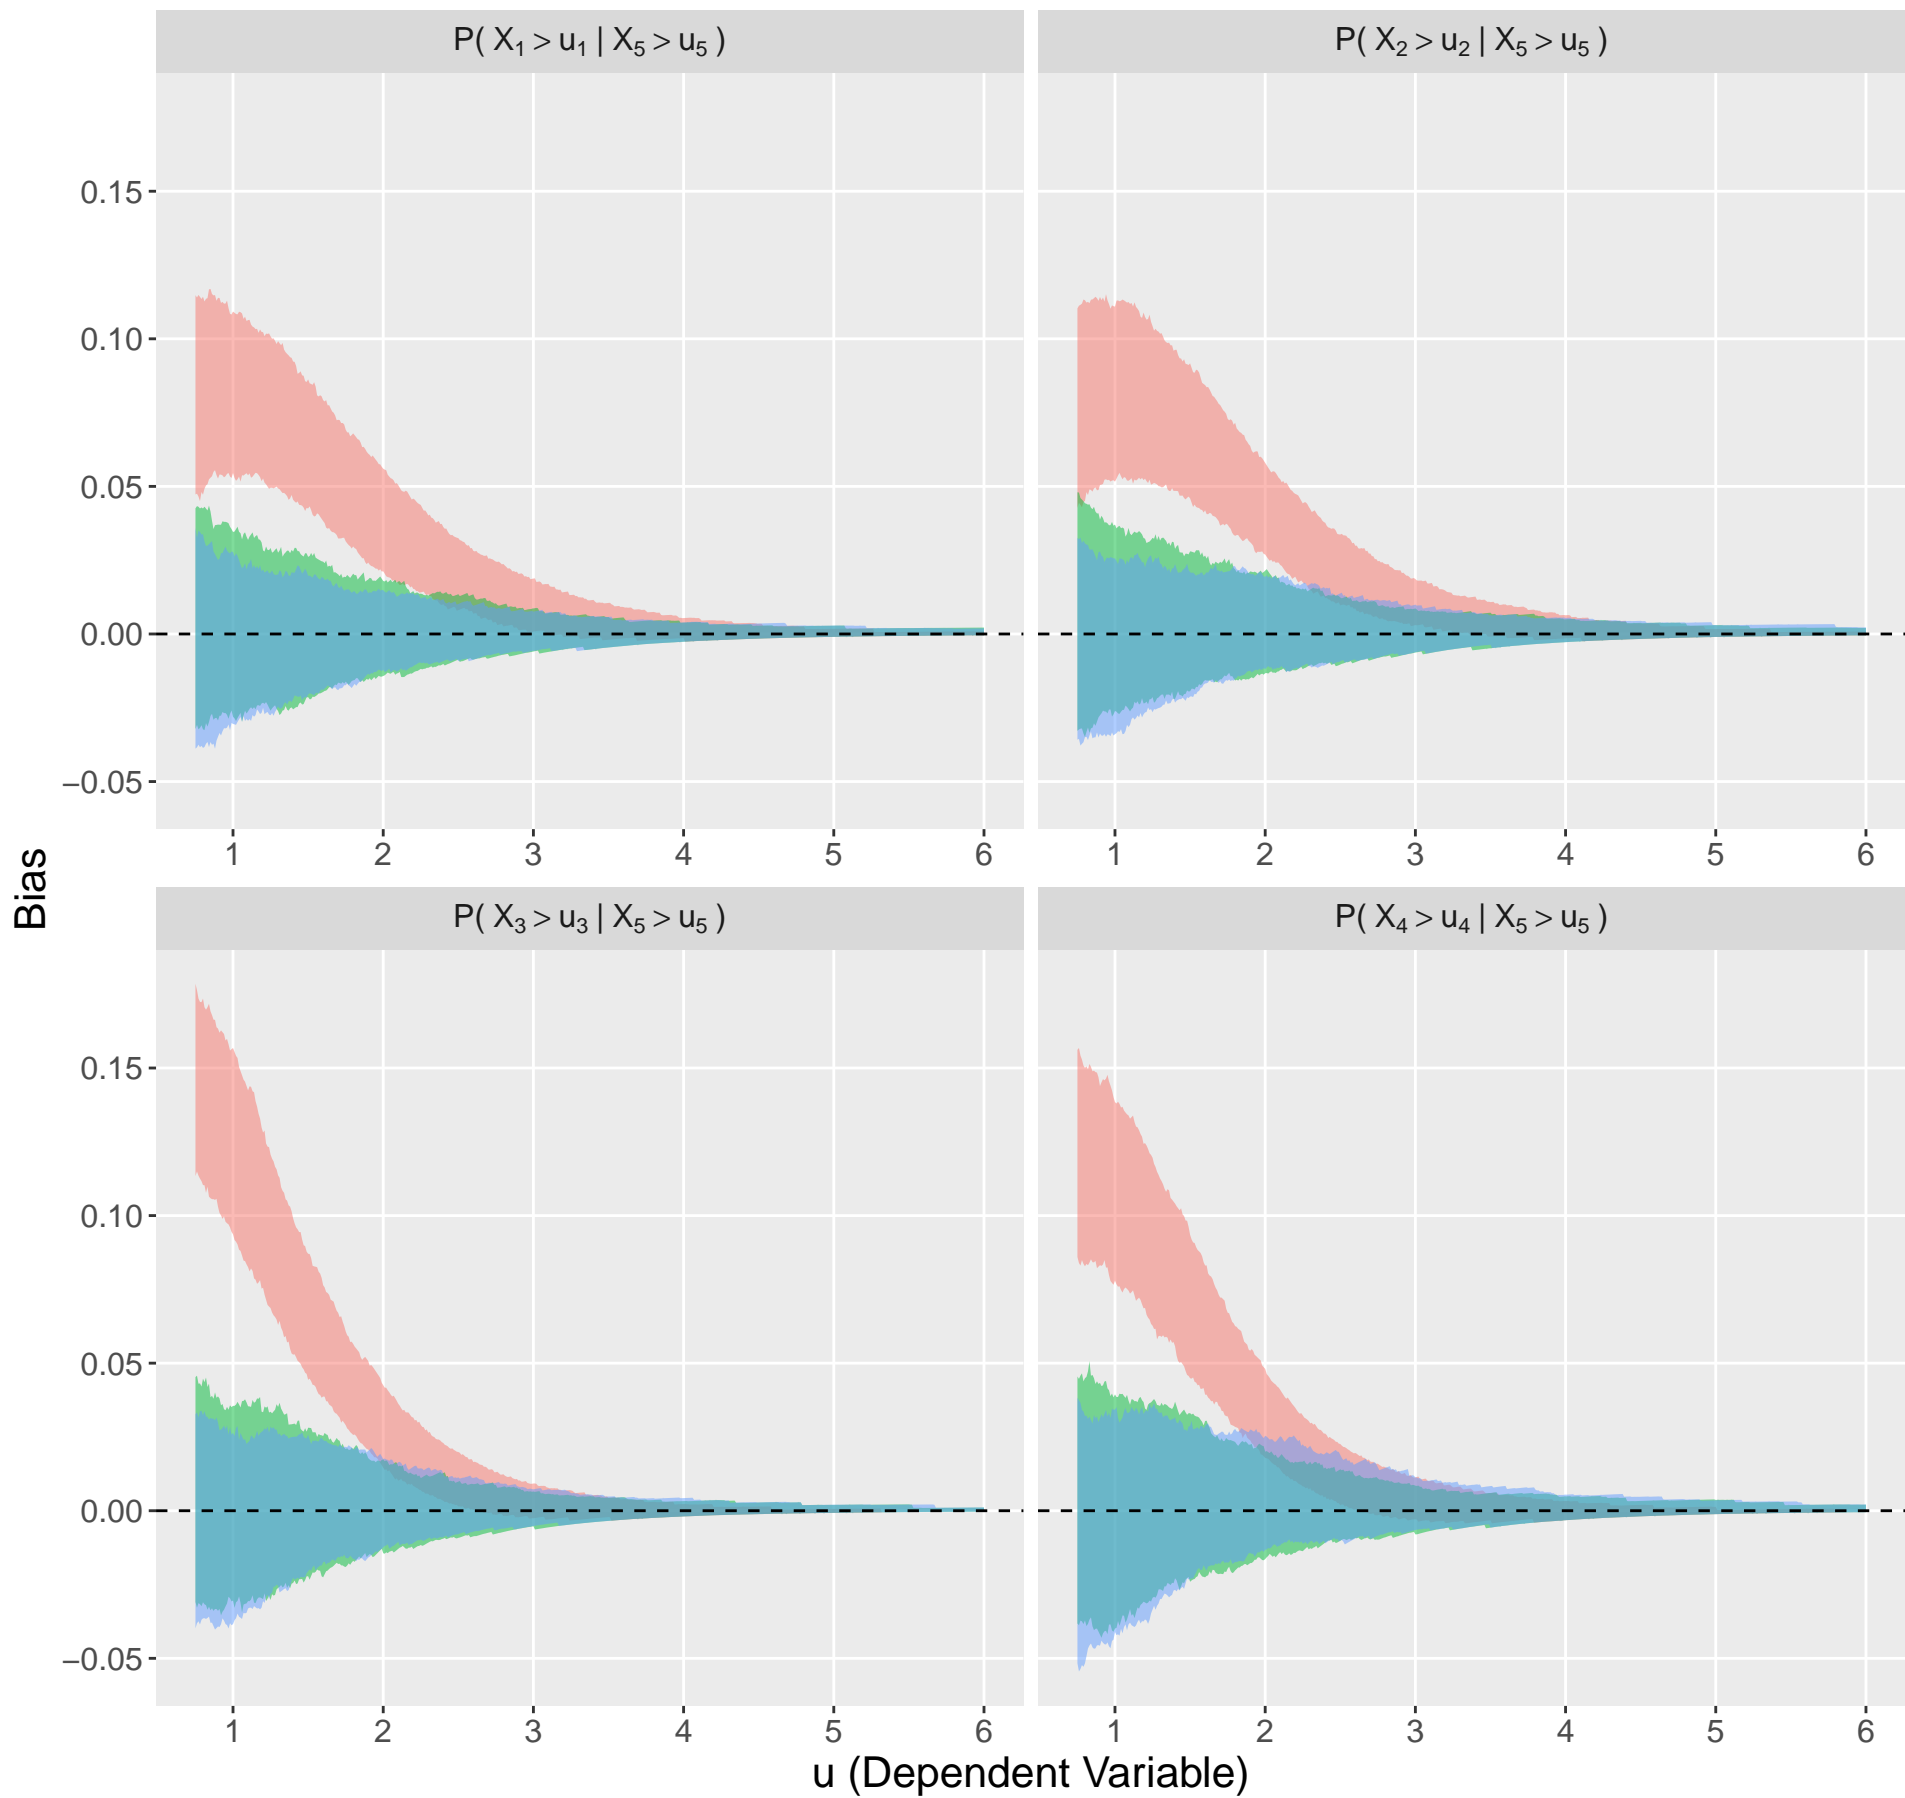 P( X₁ > u₁ | X₅ > u₅ )
P( X₂ > u₂ | X₅ > u₅ )
0.15
0.10
0.05
0.00
−0.05
1 2 3 4 5 6
1 2 3 4 5 6
Bias
P( X₃ > u₃ | X₅ > u₅ )
P( X₄ > u₄ | X₅ > u₅ )
0.15
0.10
0.05
0.00
−0.05
1 2 3 4 5 6
1 2 3 4 5 6
u (Dependent Variable)